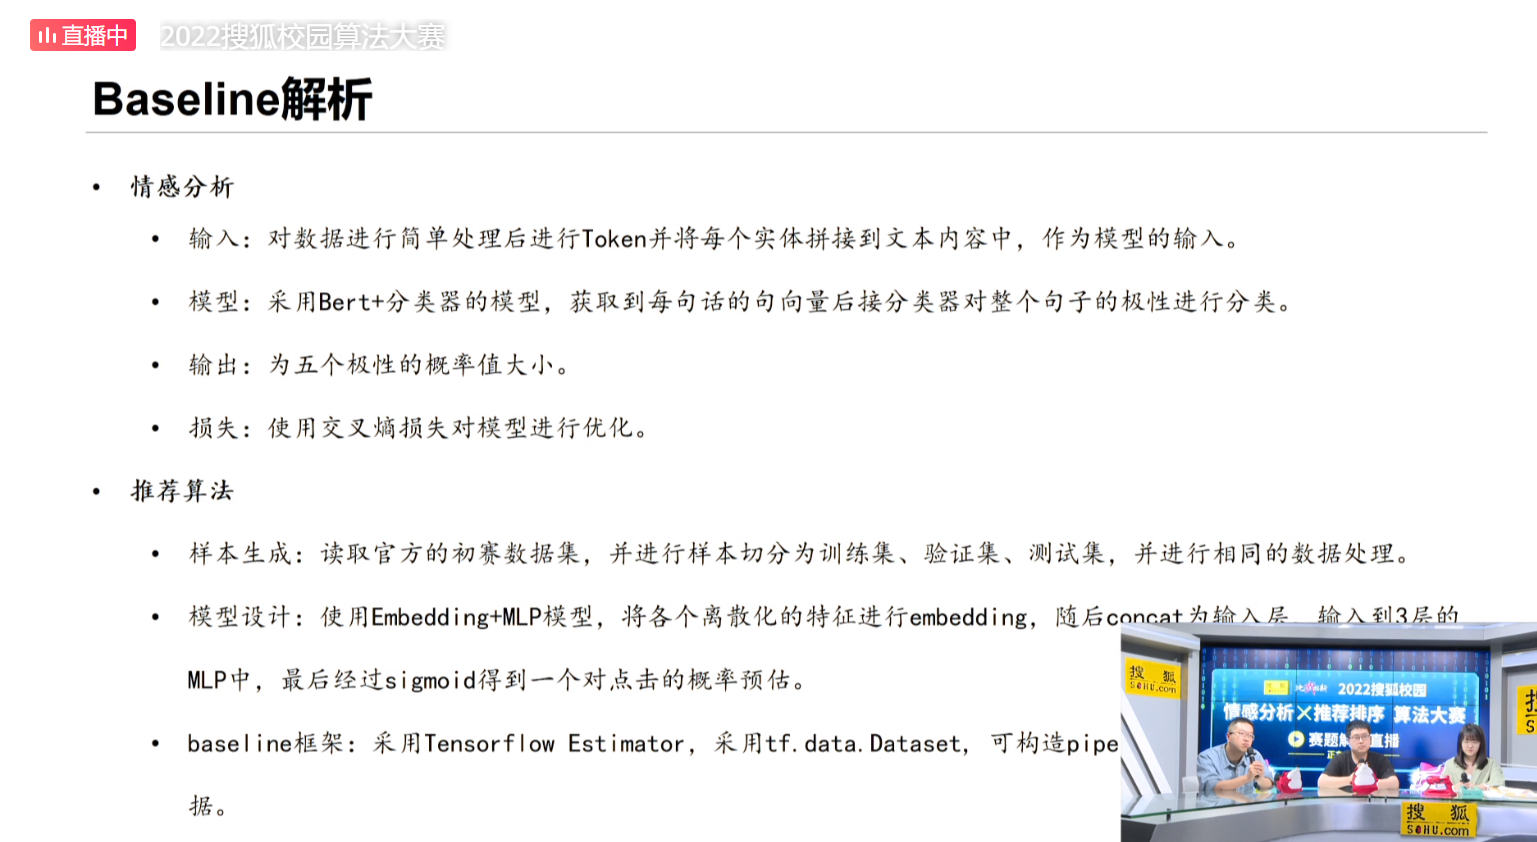 直播中 2022搜狐校园算法大赛
Baseline解析
• 情感分析
• 输入：对数据进行简单处理后进行Token并将每个实体拼接到文本内容中，作为模型的输入。
• 模型：采用Bert+分类器的模型，获取到每句话的句向量后接分类器对整个句子的极性进行分类。
• 输出：为五个极性的概率值大小。
• 损失：使用交叉熵损失对模型进行优化。
• 推荐算法
• 样本生成：读取官方的初赛数据集，并进行样本切分为训练集、验证集、测试集，并进行相同的数据处理。
• 模型设计：使用Embedding+MLP模型，将各个离散化的特征进行embedding，随后concat为输入层，输入到3层的
MLP中，最后经过sigmoid得到一个对点击的概率预估。
• baseline框架：采用Tensorflow Estimator，采用tf.data.Dataset，可构造pipe
据。
搜狐
SOHU.com
2022搜狐校园
情感分析×推荐排序 算法大赛
赛题解 直播
搜狐
SOHU.com